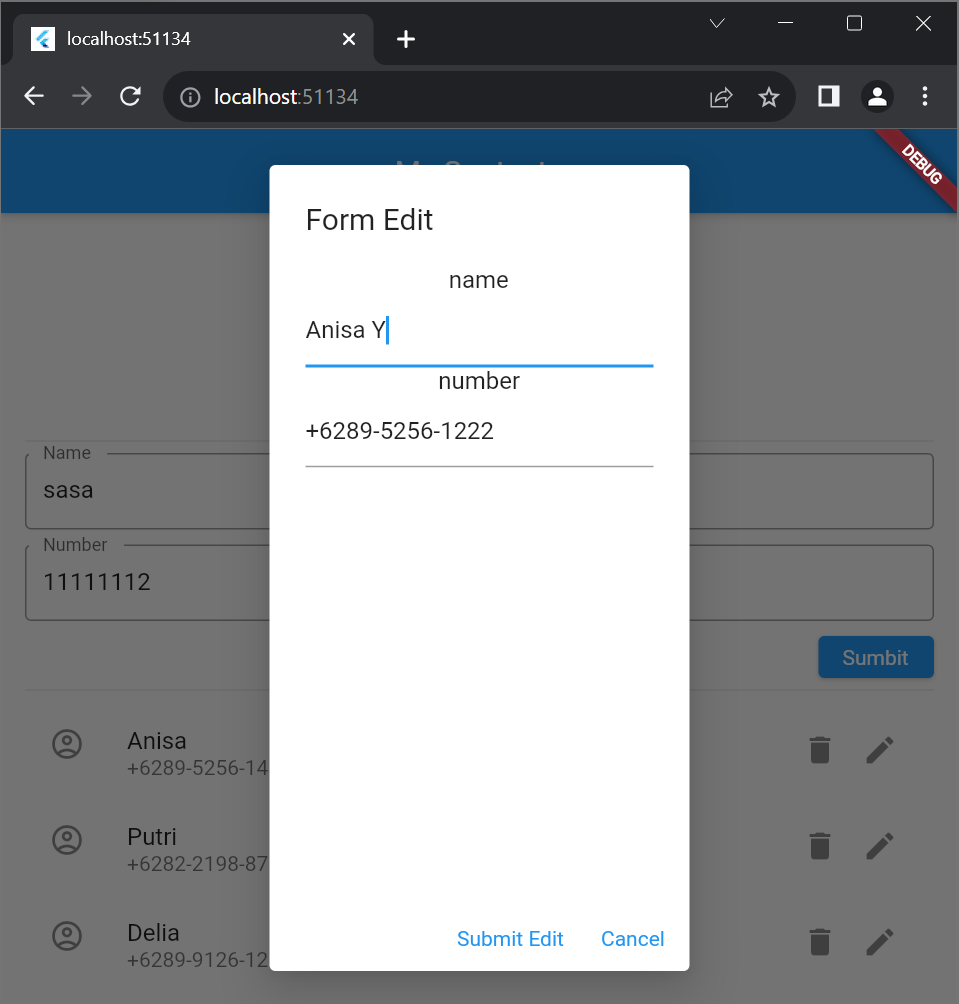 localhost:51134
localhost:51134
DEBUG
Form Edit
name
Anisa Y
number
+6289-5256-1222
Name
sasa
Number
11111112
Sumbit
Anisa
+6289-5256-14
Putri
+6282-2198-87
Delia
+6289-9126-12
Submit Edit
Cancel